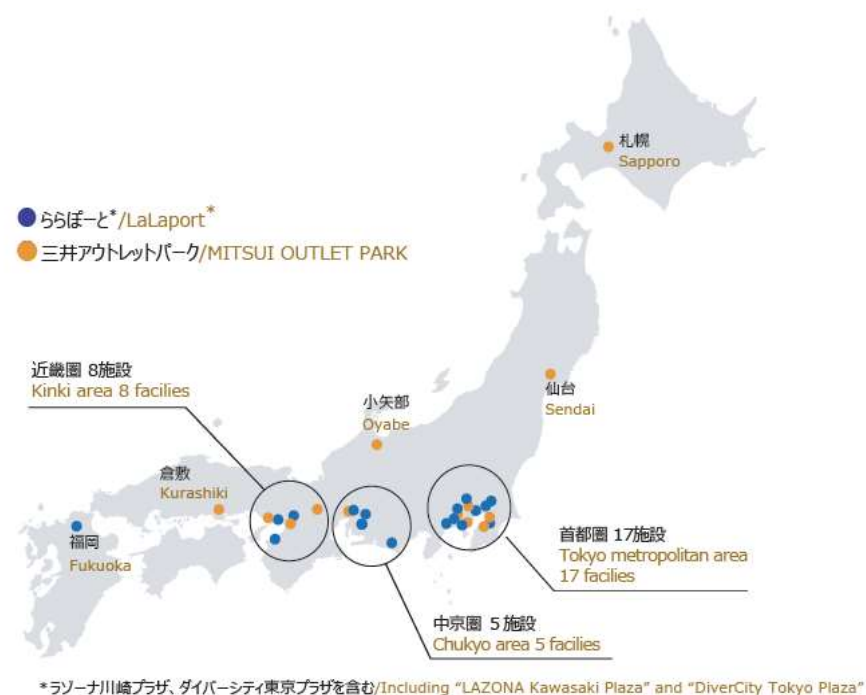 札幌
Sapporo
ららぽーと*/LaLaport*
三井アウトレットパーク/MITSUI OUTLET PARK
近畿圏 8施設
Kinki area 8 facilies
小矢部
Oyabe
仙台
Sendai
倉敷
Kurashiki
福岡
Fukuoka
首都圏 17施設
Tokyo metropolitan area
17 facilies
中京圏 5 施設
Chukyo area 5 facilies
*ラゾーナ川崎プラザ、ダイバーシティ東京プラザを含む/Including “LAZONA Kawasaki Plaza” and “DiverCity Tokyo Plaza